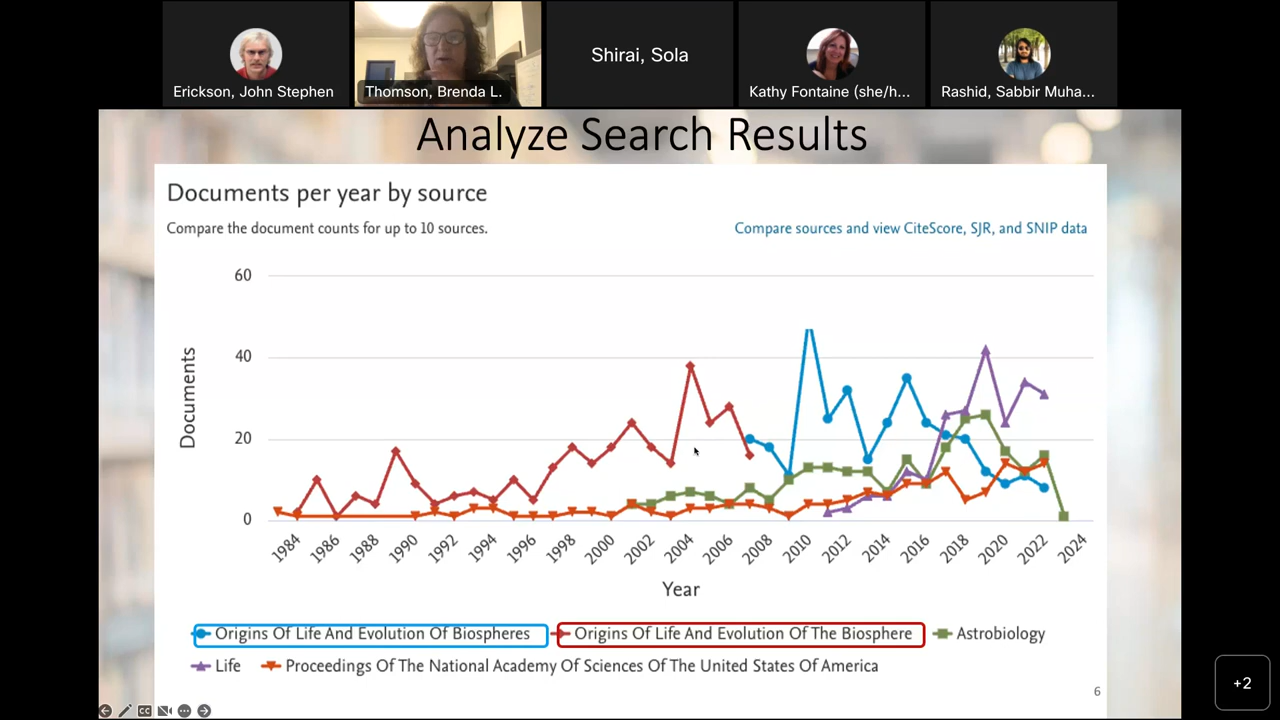 Erickson, John Stephen
Thomson, Brenda L.
Shirai, Sola
Kathy Fontaine (she/h...
Rashid, Sabbir Muha...
Analyze Search Results
Documents per year by source
Compare the document counts for up to 10 sources.
Compare sources and view CiteScore, SJR, and SNIP data
60
40
20
0
Documents
1984 1986 1988 1990 1992 1994 1996 1998 2000 2002 2004 2006 2008 2010 2012 2014 2016 2018 2020 2022 2024
Year
Origins Of Life And Evolution Of Biospheres Origins Of Life And Evolution Of The Biosphere Astrobiology
Life Proceedings Of The National Academy Of Sciences Of The United States Of America
6
+2
CC